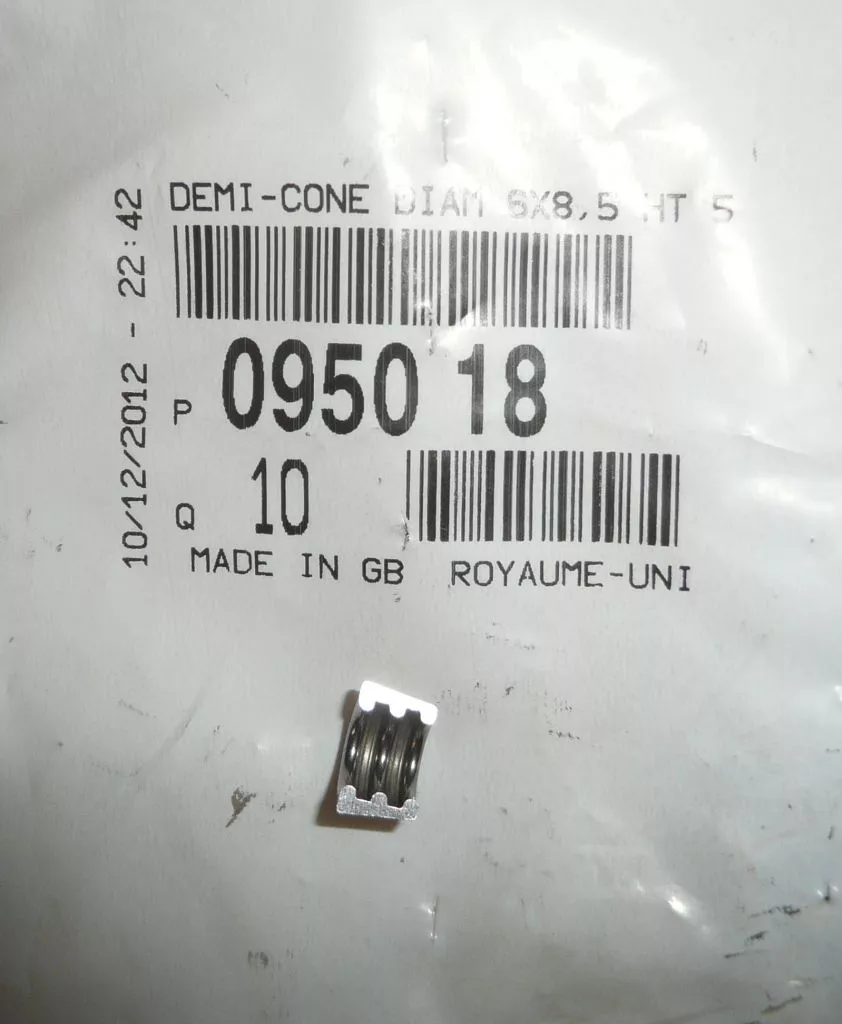 DEMI-CONE DIAM 6X8,5 HT 5
10/12/2012 - 22:42
P 0950 18
Q 10
MADE IN GB ROYAUME-UNI